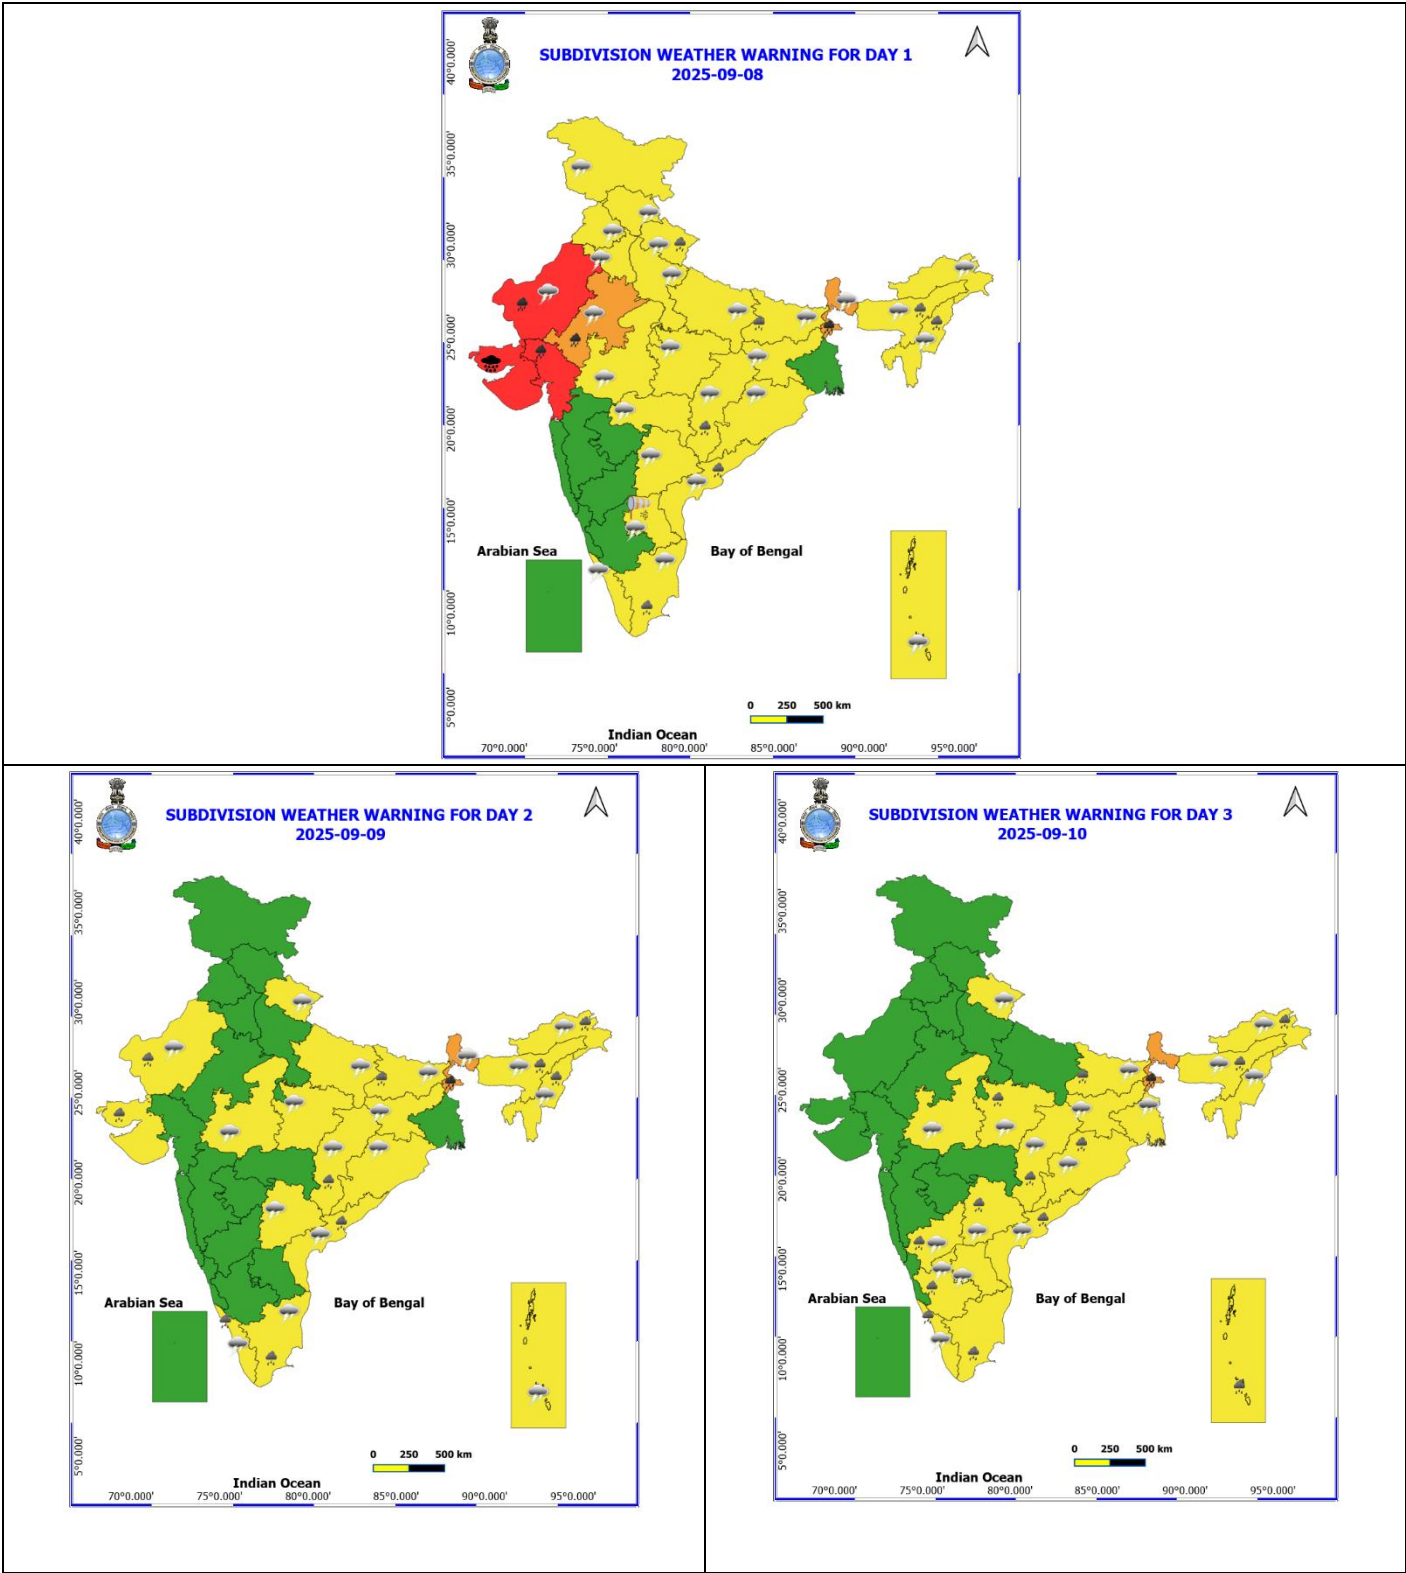 SUBDIVISION WEATHER WARNING FOR DAY 1
2025-09-08
40°0.000'
35°0.000'
30°0.000'
25°0.000'
20°0.000'
15°0.000'
10°0.000'
5°0.000'
Arabian Sea
Bay of Bengal
0 250 500 km
Indian Ocean
70°0.000' 75°0.000' 80°0.000' 85°0.000' 90°0.000' 95°0.000'
SUBDIVISION WEATHER WARNING FOR DAY 2
2025-09-09
40°0.000'
35°0.000'
30°0.000'
25°0.000'
20°0.000'
15°0.000'
10°0.000'
5°0.000'
Arabian Sea
Bay of Bengal
0 250 500 km
Indian Ocean
70°0.000' 75°0.000' 80°0.000' 85°0.000' 90°0.000' 95°0.000'
SUBDIVISION WEATHER WARNING FOR DAY 3
2025-09-10
40°0.000'
35°0.000'
30°0.000'
25°0.000'
20°0.000'
15°0.000'
10°0.000'
5°0.000'
Arabian Sea
Bay of Bengal
0 250 500 km
Indian Ocean
70°0.000' 75°0.000' 80°0.000' 85°0.000' 90°0.000' 95°0.000'